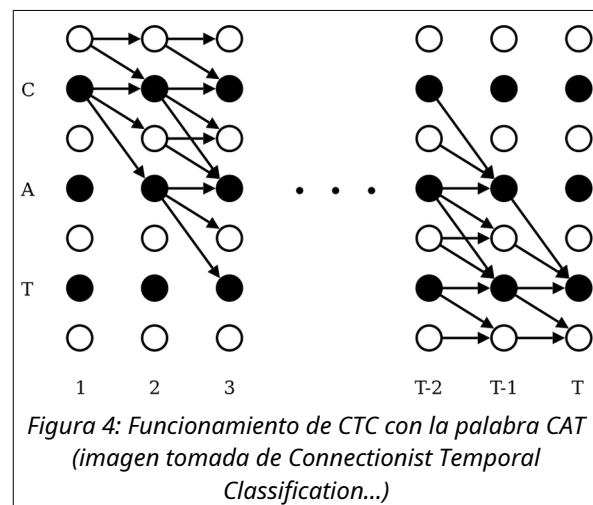 C
A
T
1 2 3 . . . T-2 T-1 T
Figura 4: Funcionamiento de CTC con la palabra CAT
(imagen tomada de Connectionist Temporal
Classification...)